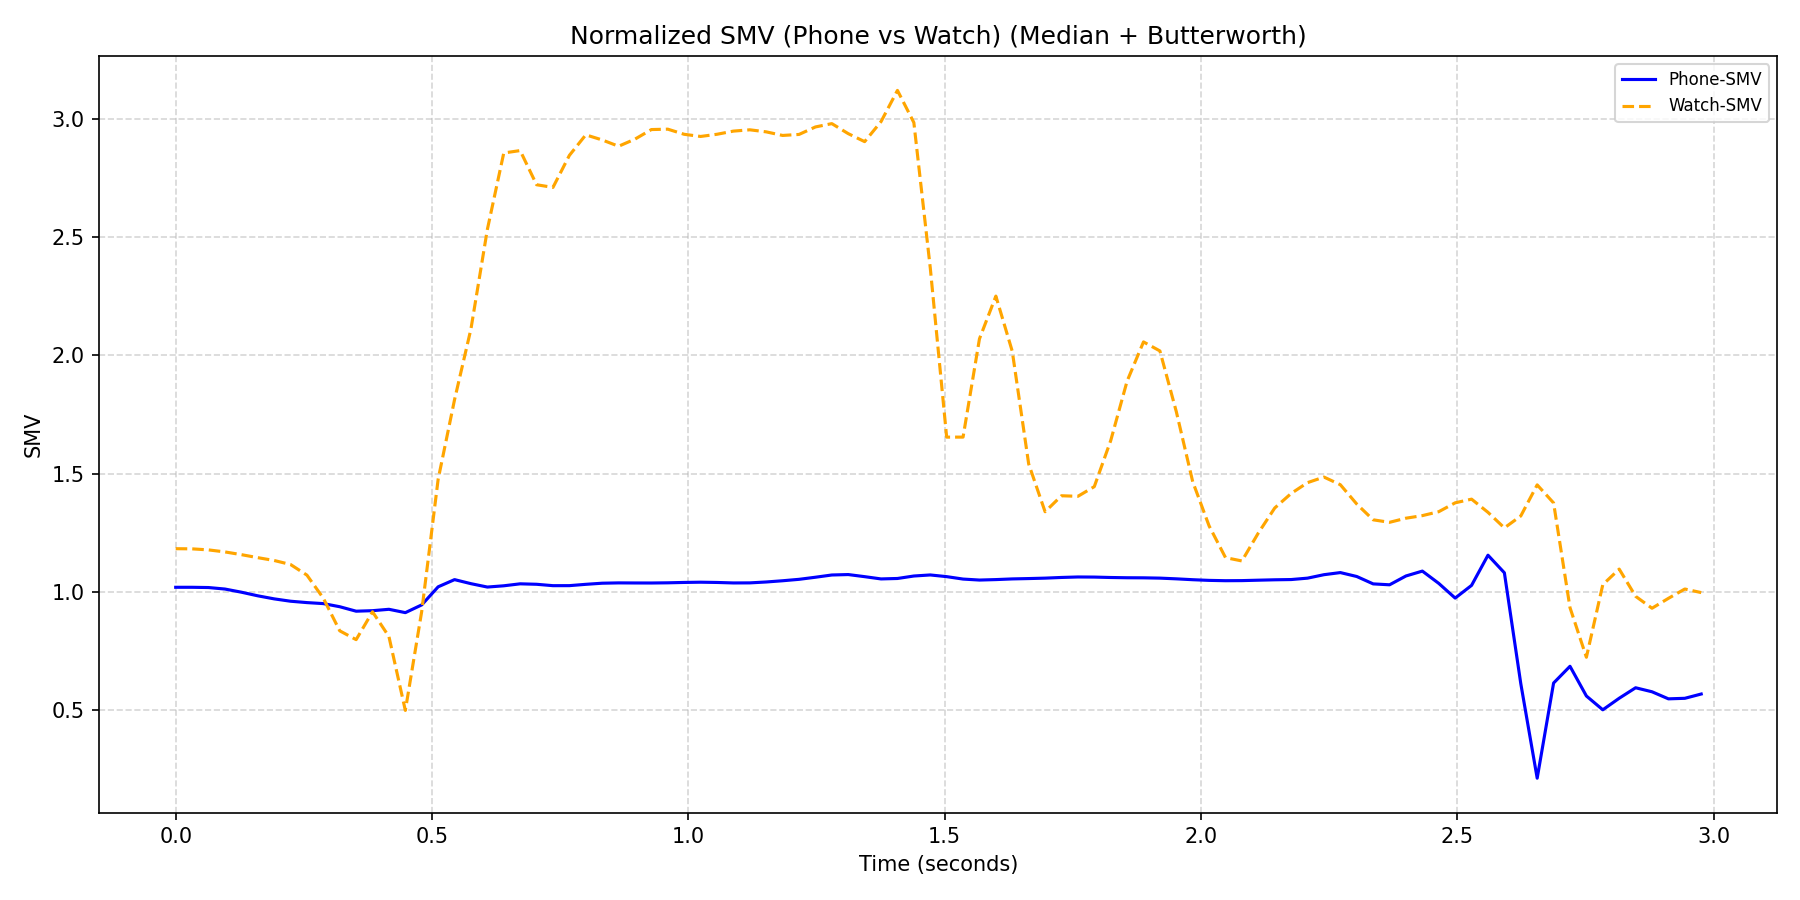 Normalized SMV (Phone vs Watch) (Median + Butterworth)
Phone-SMV
Watch-SMV
SMV
3.0
2.5
2.0
1.5
1.0
0.5
0.0 0.5 1.0 1.5 2.0 2.5 3.0
Time (seconds)